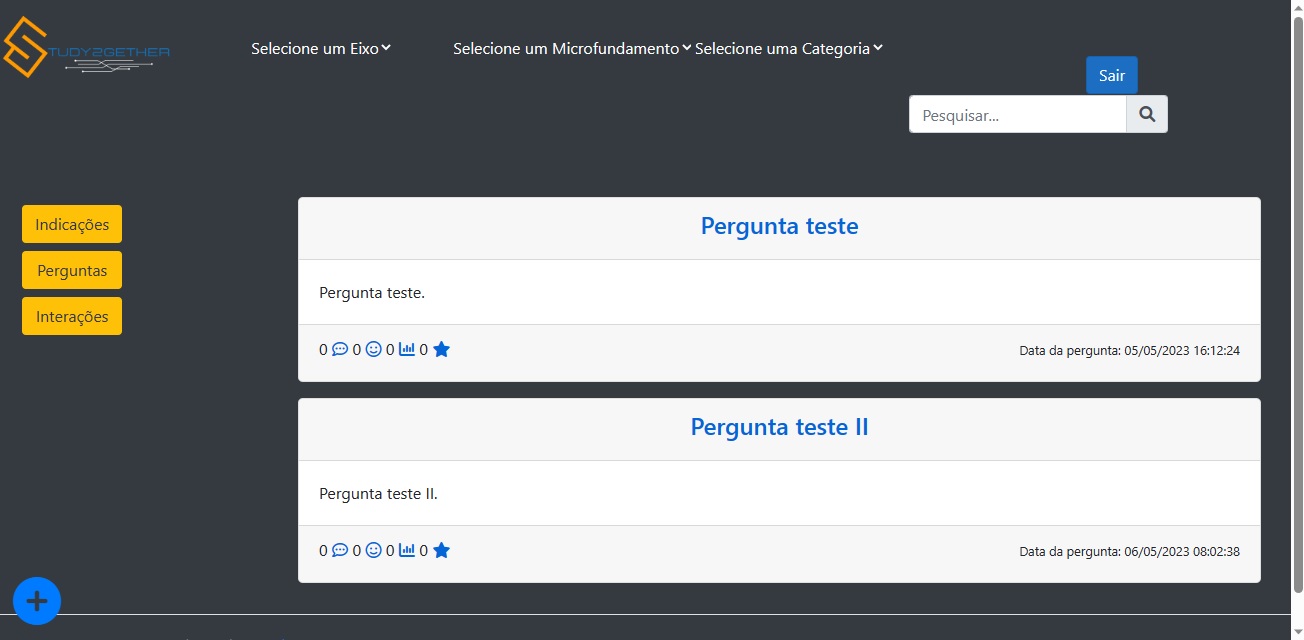 TUDY2GETHER
Selecione um Eixo
Selecione um Microfundamento
Selecione uma Categoria
Sair
Pesquisar...
Indicações
Perguntas
Interações
Pergunta teste
Pergunta teste.
0 0 0 0
Data da pergunta: 05/05/2023 16:12:24
Pergunta teste II
Pergunta teste II.
0 0 0 0
Data da pergunta: 06/05/2023 08:02:38